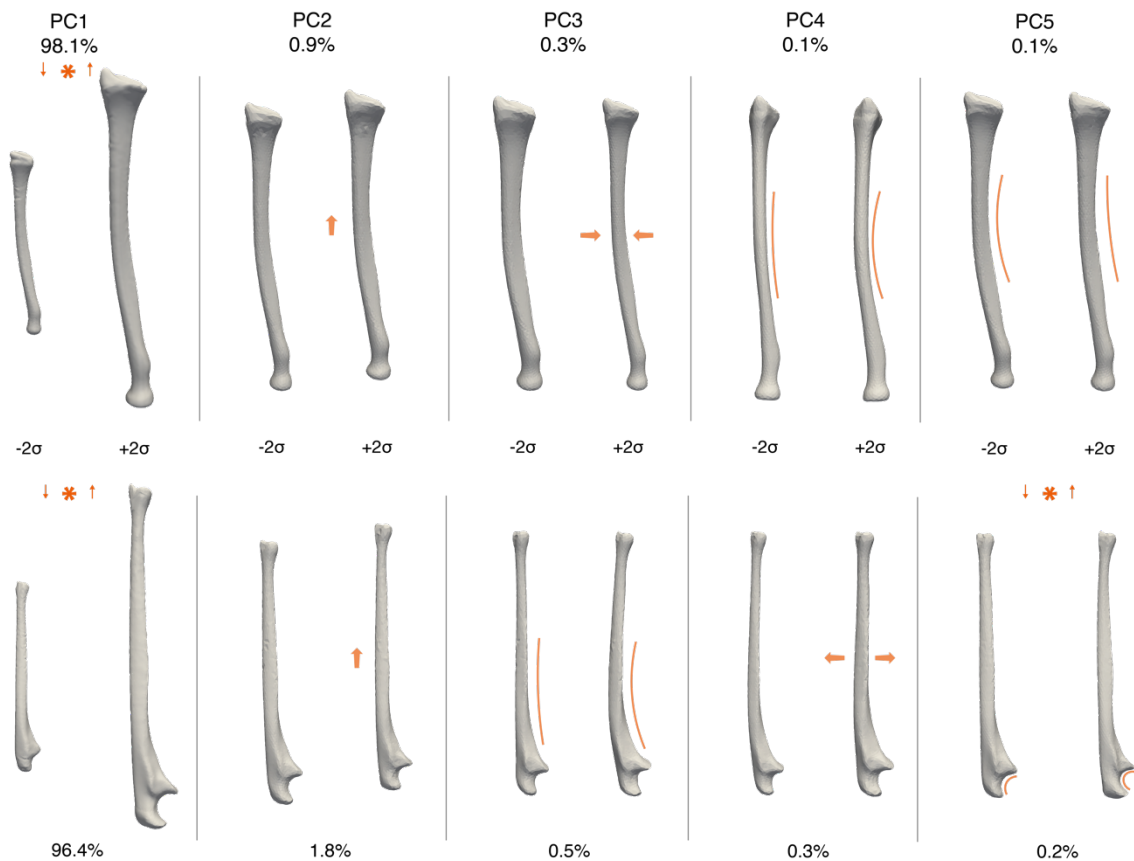 PC1 PC2 PC3 PC4 PC5
98.1% 0.9% 0.3% 0.1% 0.1%
↓ * ↑
-2σ +2σ -2σ +2σ -2σ +2σ -2σ +2σ -2σ +2σ
↓ * ↑ ↓ * ↑
96.4% 1.8% 0.5% 0.3% 0.2%